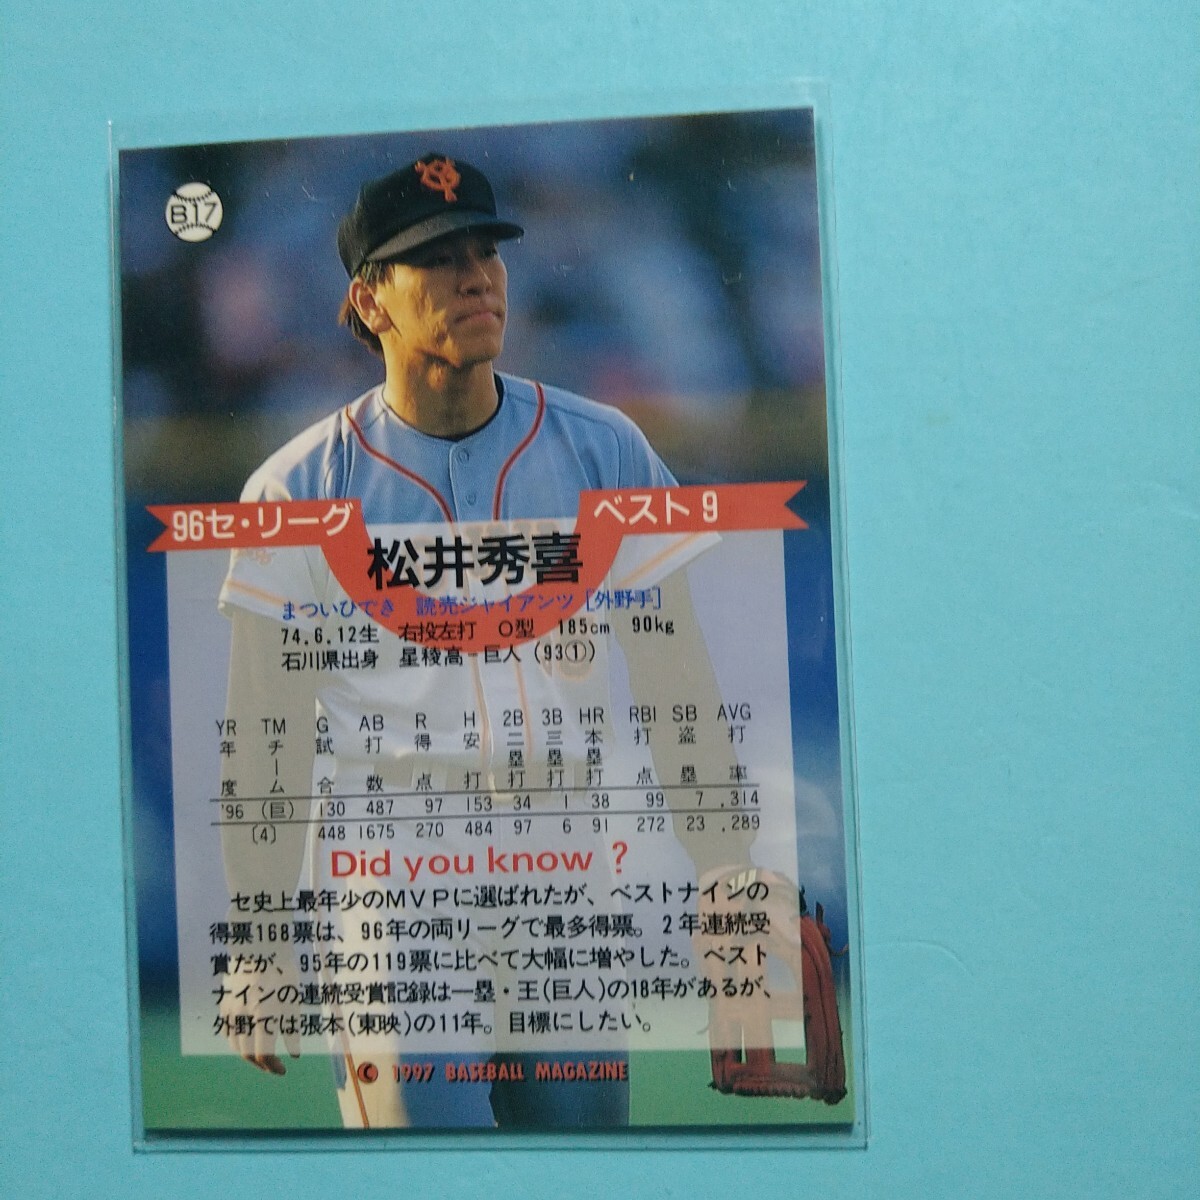 B17
96セ・リーグ ベスト9
松井秀喜
まついひでき 読売ジャイアンツ [外野手]
74.6.12生 右投左打 O型 185cm 90kg
石川県出身 星稜高-巨人(93①)
YR TM G AB R H 2B 3B HR RBI SB AVG
年度 チーム 試合 打数 得点 安打 二塁打 三塁打 本塁打 打点 盗塁 打率
'96 (巨) 130 487 97 153 34 1 38 99 7 .314
〔4〕 448 1675 270 484 97 6 91 272 23 .289
Did you know ?
セ史上最年少のMVPに選ばれたが、ベストナインの
得票168票は、96年の両リーグで最多得票。2年連続受
賞だが、95年の119票に比べて大幅に増やした。ベスト
ナインの連続受賞記録は一塁・王(巨人)の18年があるが、
外野では張本(東映)の11年。目標にしたい。
© 1997 BASEBALL MAGAZINE